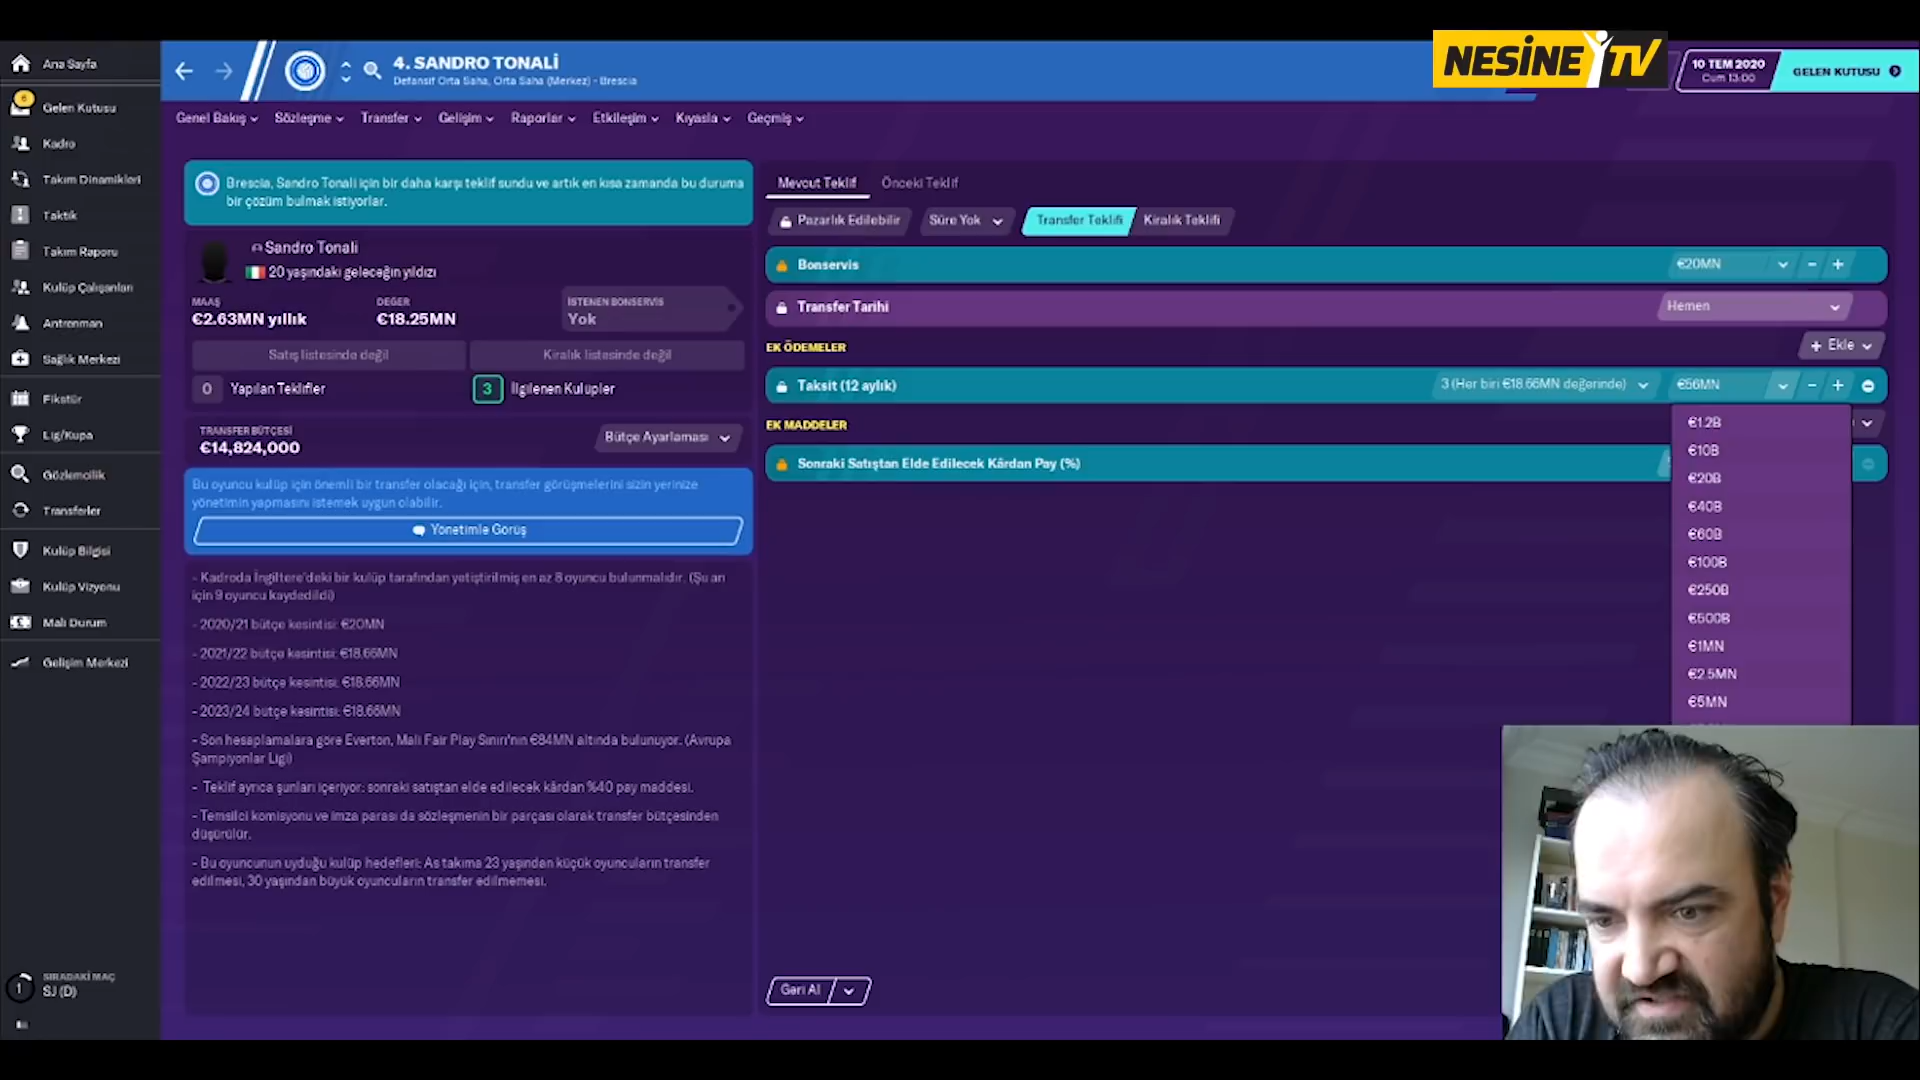 NESİNE TV
Ana Sayfa
6
Gelen Kutusu
Kadro
Takım Dinamikleri
Taktik
Takım Raporu
Kulüp Çalışanları
Antrenman
Sağlık Merkezi
Fikstür
Lig/Kupa
Gözlemcilik
Transferler
Kulüp Bilgisi
Kulüp Vizyonu
Mali Durum
Gelişim Merkezi
SIRADAKİ MAÇ
1
SJ (D)
4. SANDRO TONALİ
Defansif Orta Saha, Orta Saha (Merkez) - Brescia
10 TEM 2020
Cum 13:00
GELEN KUTUSU
Genel Bakış
Sözleşme
Transfer
Gelişim
Raporlar
Etkileşim
Kıyasla
Geçmiş
Brescia, Sandro Tonali için bir daha karşı teklif sundu ve artık en kısa zamanda bu duruma
bir çözüm bulmak istiyorlar.
Sandro Tonali
20 yaşındaki geleceğin yıldızı
MAAŞ
€2.63MN yıllık
DEĞER
€18.25MN
İSTENEN BONSERVİS
Yok
Satış listesinde değil
Kiralık listesinde değil
0 Yapılan Teklifler
3 İlgilenen Kulüpler
TRANSFER BÜTÇESİ
€14,824,000
Bütçe Ayarlaması
Bu oyuncu kulüp için önemli bir transfer olacağı için, transfer görüşmelerini sizin yerinize
yönetimin yapmasını istemek uygun olabilir.
Yönetimle Görüş
- Kadroda İngiltere'deki bir kulüp tarafından yetiştirilmiş en az 8 oyuncu bulunmalıdır. (Şu an
için 9 oyuncu kaydedildi)
- 2020/21 bütçe kesintisi: €20MN
- 2021/22 bütçe kesintisi: €18.66MN
- 2022/23 bütçe kesintisi: €18.66MN
- 2023/24 bütçe kesintisi: €18.66MN
- Son hesaplamalara göre Everton, Mali Fair Play Sınırı'nın €84MN altında bulunuyor. (Avrupa
Şampiyonlar Ligi)
- Teklif ayrıca şunları içeriyor: sonraki satıştan elde edilecek kârdan %40 pay maddesi.
- Temsilci komisyonu ve imza parası da sözleşmenin bir parçası olarak transfer bütçesinden
düşürülür.
- Bu oyuncunun uyduğu kulüp hedefleri: As takıma 23 yaşından küçük oyuncuların transfer
edilmesi, 30 yaşından büyük oyuncuların transfer edilmemesi.
Mevcut Teklif
Önceki Teklif
Pazarlık Edilebilir
Süre Yok
Transfer Teklifi
Kiralık Teklifi
Bonservis
€20MN
Transfer Tarihi
Hemen
EK ÖDEMELER
+ Ekle
Taksit (12 aylık)
3 (Her biri €18.66MN değerinde)
€56MN
EK MADDELER
Sonraki Satıştan Elde Edilecek Kârdan Pay (%)
€1.2B
€10B
€20B
€40B
€60B
€100B
€250B
€500B
€1MN
€2.5MN
€5MN
Geri Al